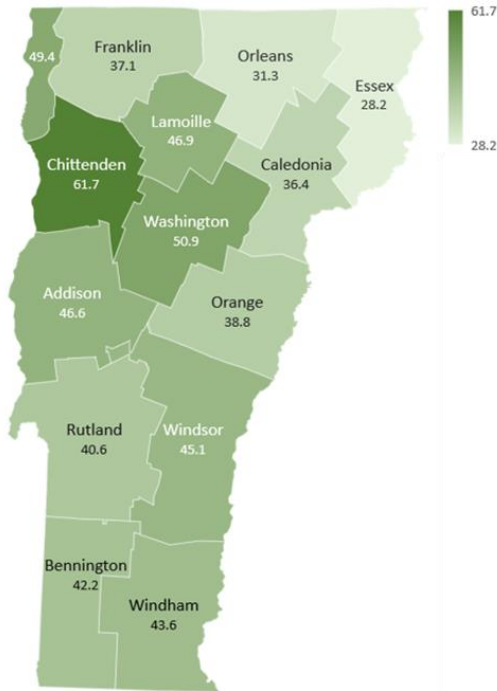 61.7
28.2
49.4
Franklin
37.1
Orleans
31.3
Essex
28.2
Lamoille
46.9
Chittenden
61.7
Caledonia
36.4
Washington
50.9
Addison
46.6
Orange
38.8
Rutland
40.6
Windsor
45.1
Bennington
42.2
Windham
43.6